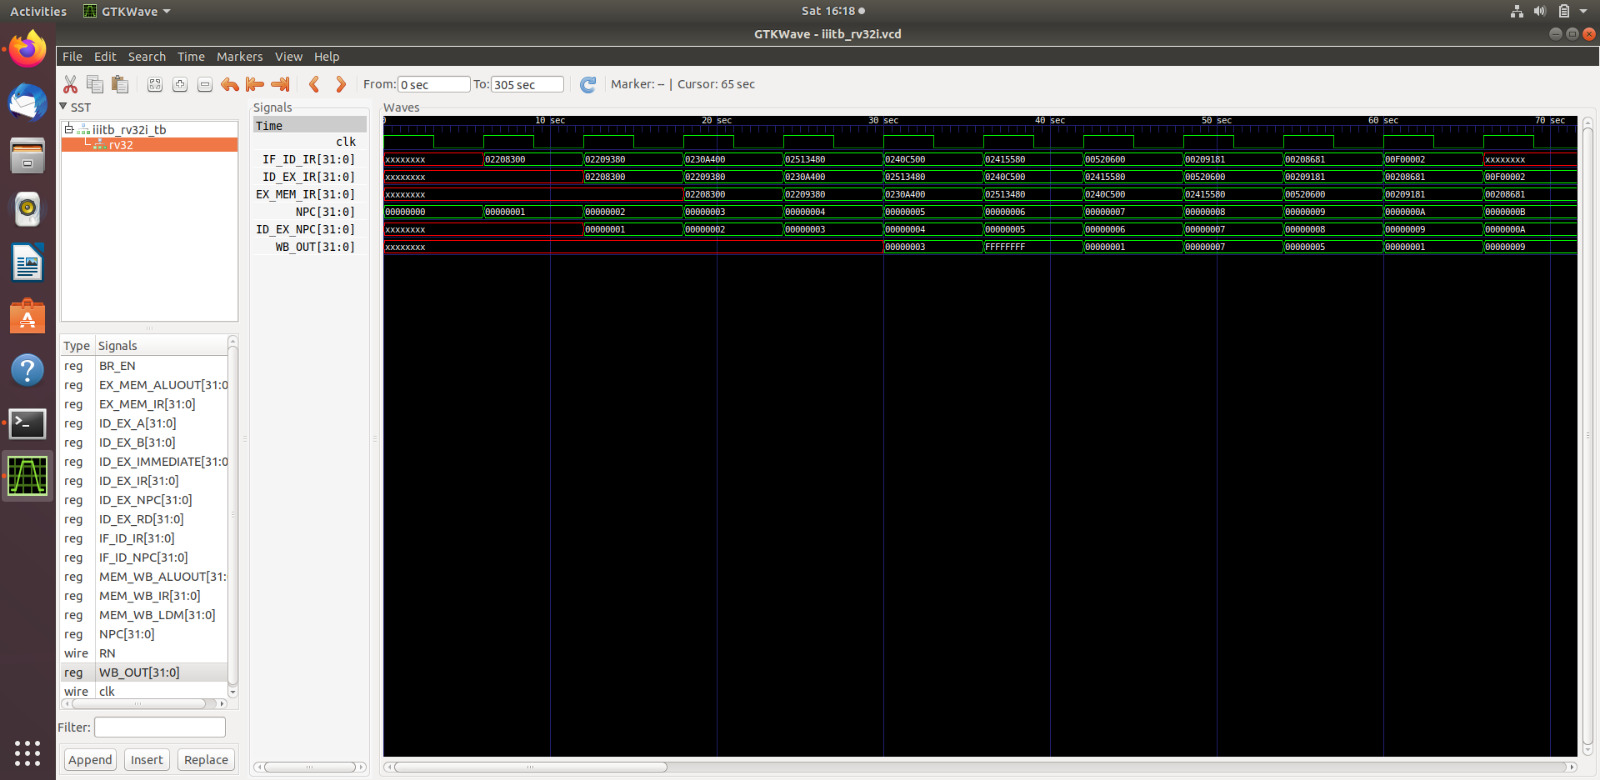 Activities GTKWave Sat 16:18
GTKWave - iiitb_rv32i.vcd
File Edit Search Time Markers View Help
From: 0 sec To: 305 sec Marker: -- | Cursor: 65 sec
SST
iiitb_rv32i_tb
rv32
Type Signals
reg BR_EN
reg EX_MEM_ALUOUT[31:0
reg EX_MEM_IR[31:0]
reg ID_EX_A[31:0]
reg ID_EX_B[31:0]
reg ID_EX_IMMEDIATE[31:0
reg ID_EX_IR[31:0]
reg ID_EX_NPC[31:0]
reg ID_EX_RD[31:0]
reg IF_ID_IR[31:0]
reg IF_ID_NPC[31:0]
reg MEM_WB_ALUOUT[31:
reg MEM_WB_IR[31:0]
reg MEM_WB_LDM[31:0]
reg NPC[31:0]
wire RN
reg WB_OUT[31:0]
wire clk
Filter:
Append Insert Replace
Signals
Time
clk
IF_ID_IR[31:0]
ID_EX_IR[31:0]
EX_MEM_IR[31:0]
NPC[31:0]
ID_EX_NPC[31:0]
WB_OUT[31:0]
Waves
0 10 sec 20 sec 30 sec 40 sec 50 sec 60 sec 70 sec
xxxxxxxx 02208300 02209380 0230A400 02513480 0240C500 02415580 00520600 00209181 00208681 00F00002 xxxxxxxx
xxxxxxxx 02208300 02209380 0230A400 02513480 0240C500 02415580 00520600 00209181 00208681 00F00002
xxxxxxxx 02208300 02209380 0230A400 02513480 0240C500 02415580 00520600 00209181 00208681
00000000 00000001 00000002 00000003 00000004 00000005 00000006 00000007 00000008 00000009 0000000A 0000000B
xxxxxxxx 00000001 00000002 00000003 00000004 00000005 00000006 00000007 00000008 00000009 0000000A
xxxxxxxx 00000003 FFFFFFFF 00000001 00000007 00000005 00000001 00000009